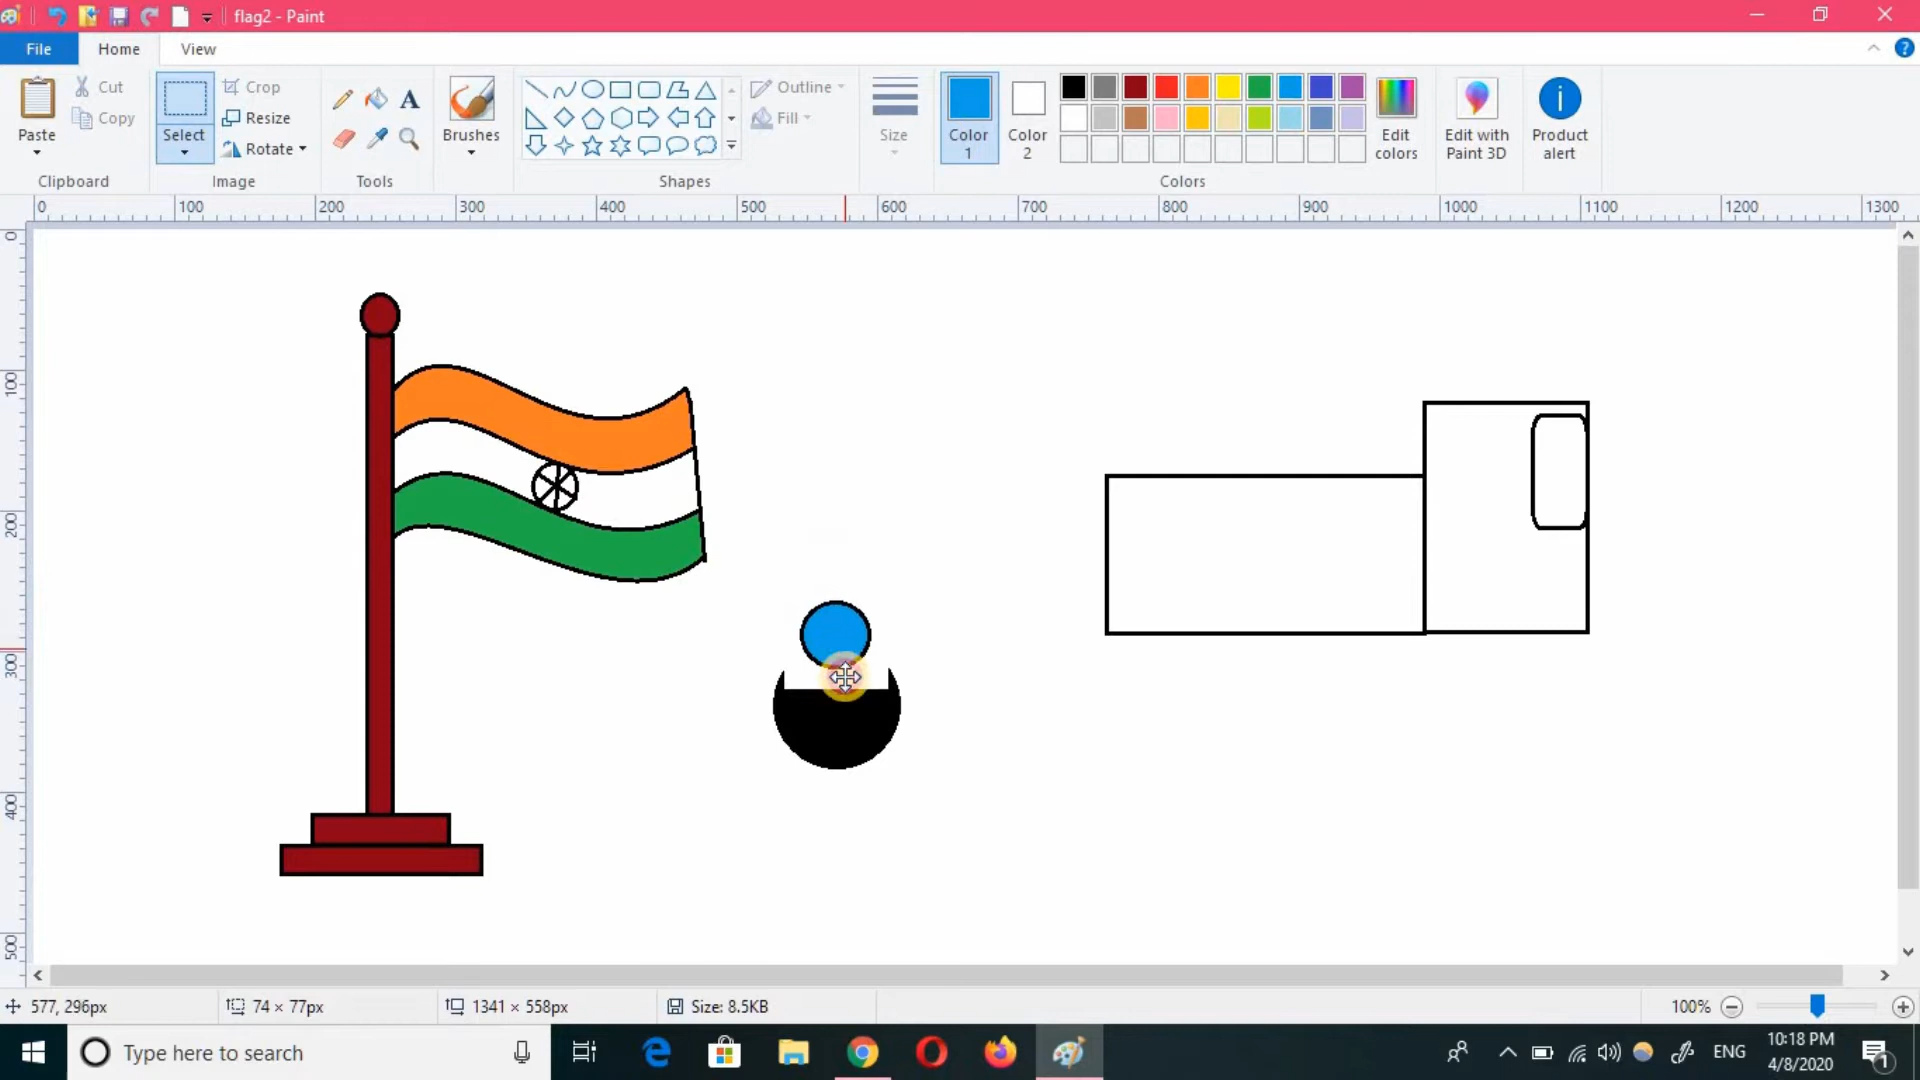 flag2 - Paint
File Home View
Paste
Cut
Copy
Clipboard
Select
Crop
Resize
Rotate
Image
Tools
Brushes
Shapes
Outline
Fill
Size
Color 1
Color 2
Colors
Edit colors
Edit with Paint 3D
Product alert
0 100 200 300 400 500 600 700 800 900 1000 1100 1200 1300
0
100
200
300
400
500
577, 296px 74 × 77px 1341 × 558px Size: 8.5KB 100%
Type here to search
ENG
10:18 PM
4/8/2020
1